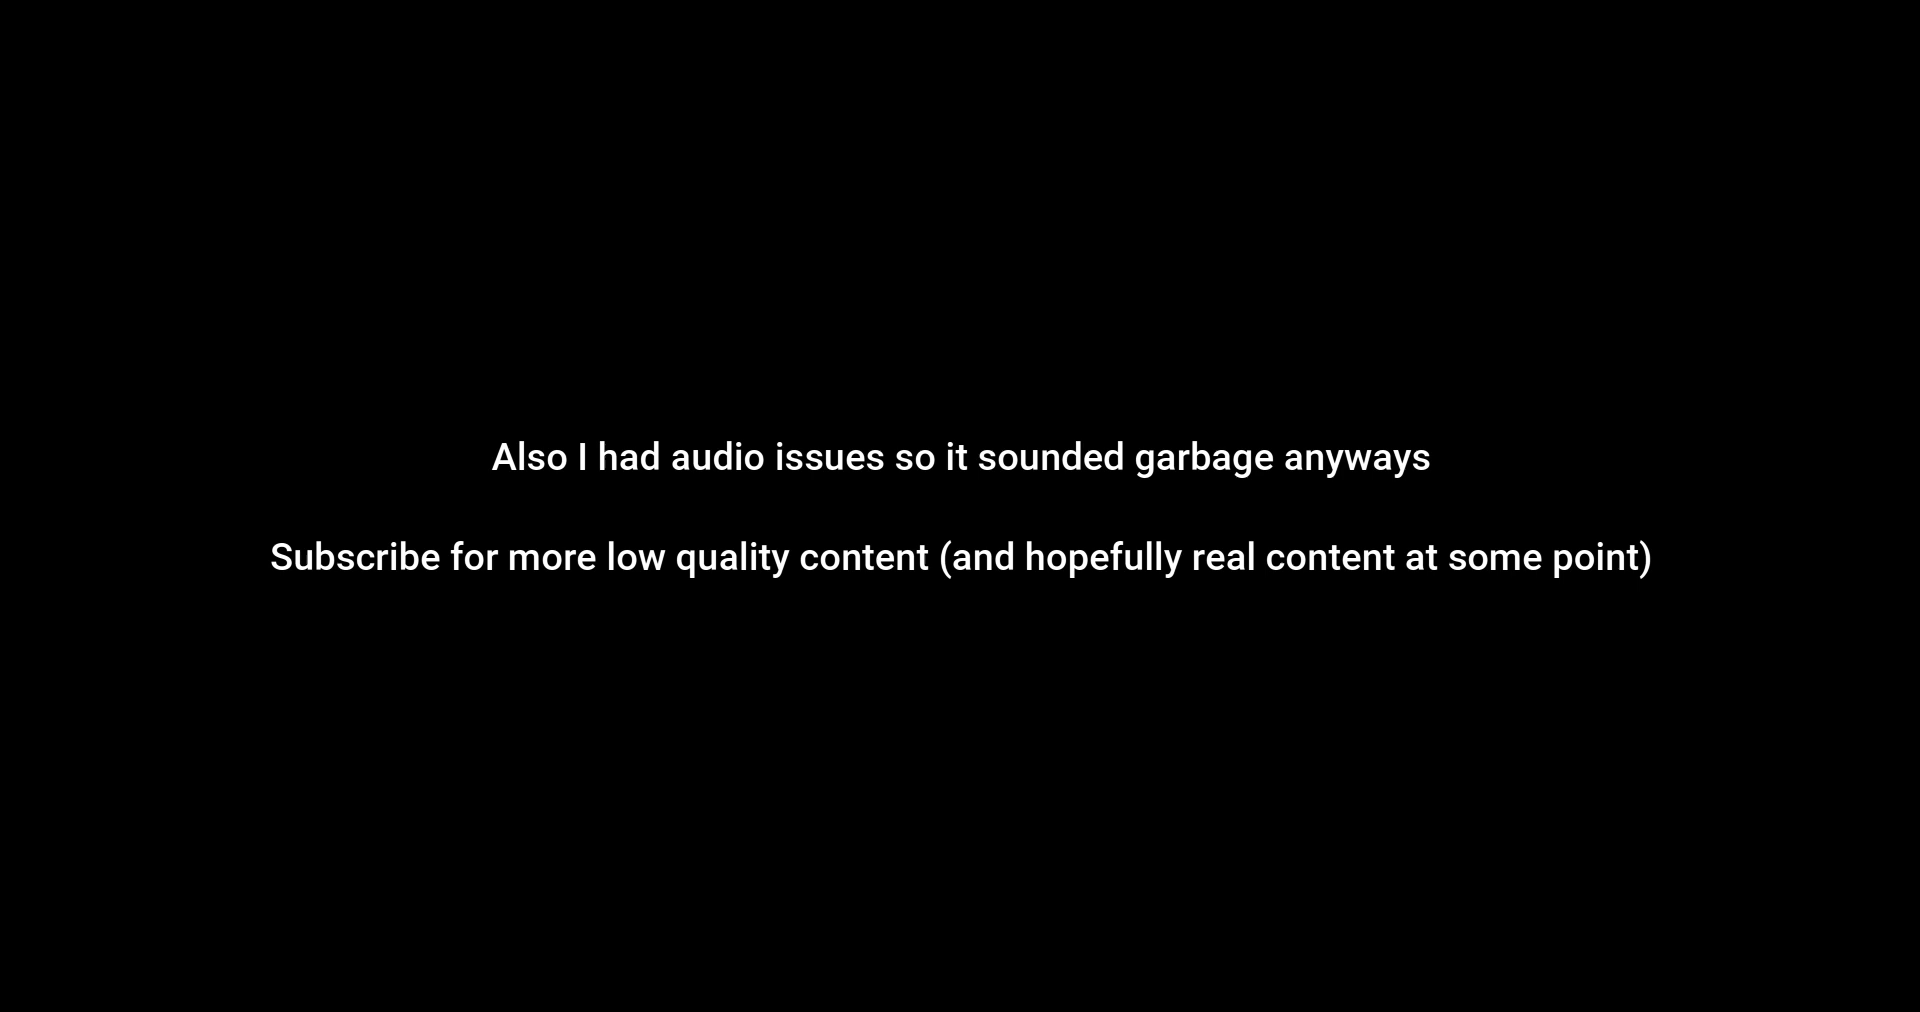 Also I had audio issues so it sounded garbage anyways
Subscribe for more low quality content (and hopefully real content at some point)